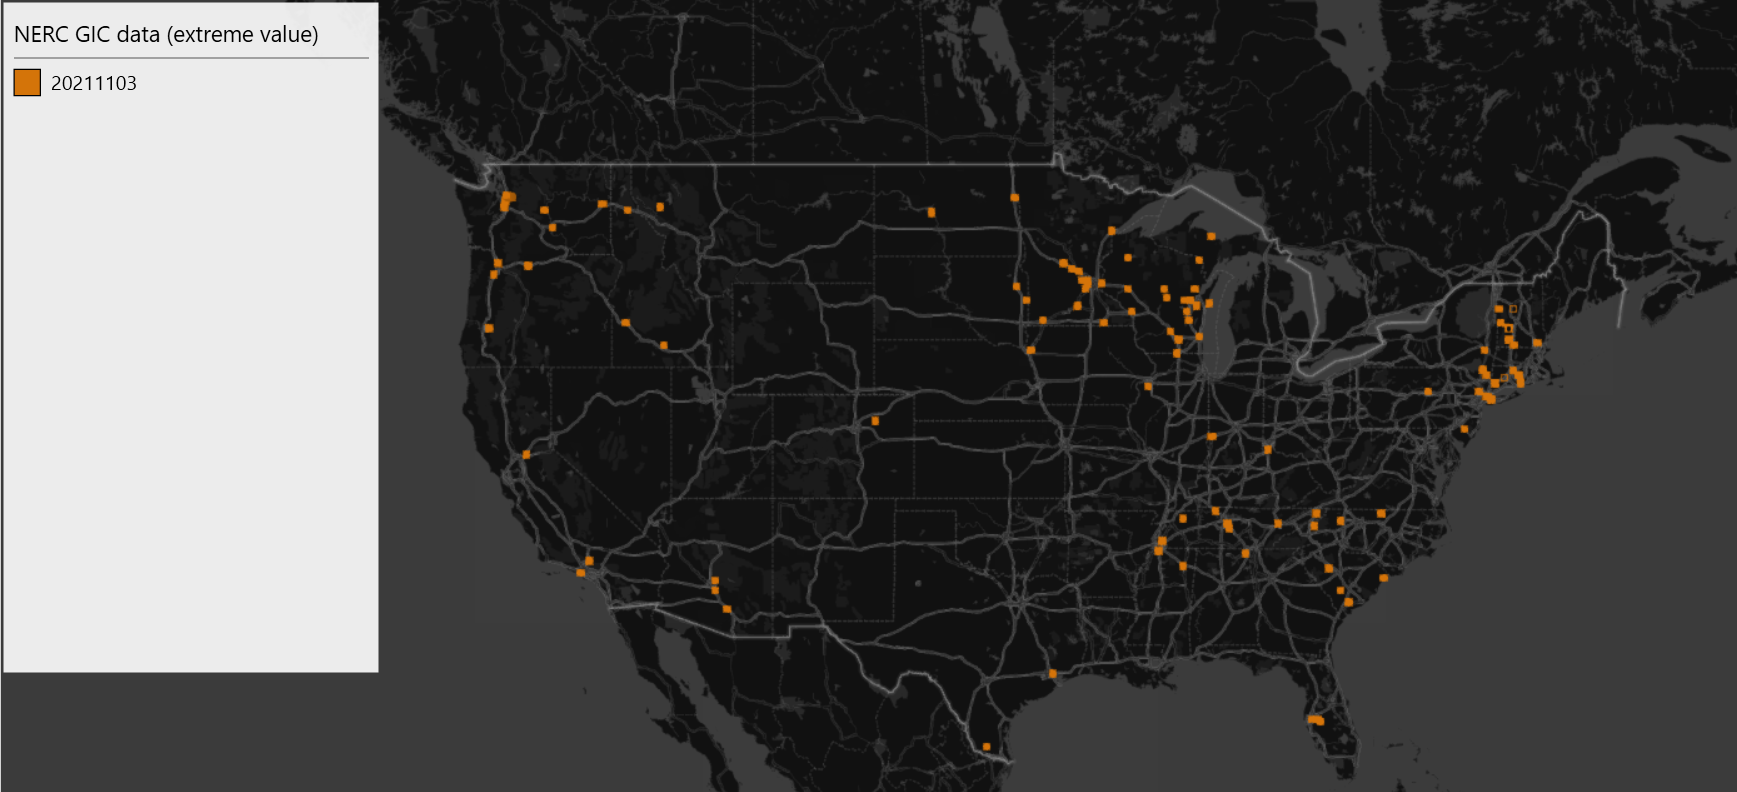 NERC GIC data (extreme value)
20211103